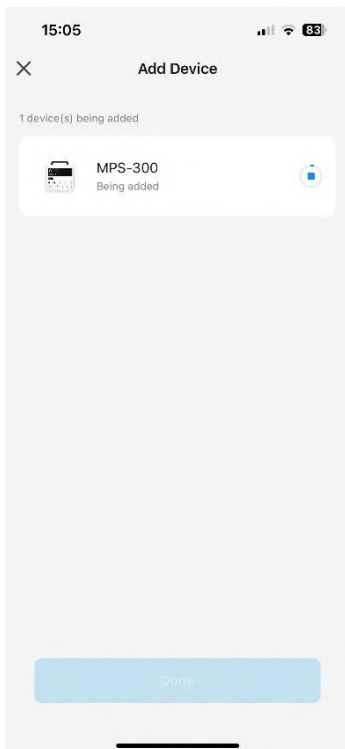 15:05
83
Add Device
1 device(s) being added
MPS-300
Being added
Done